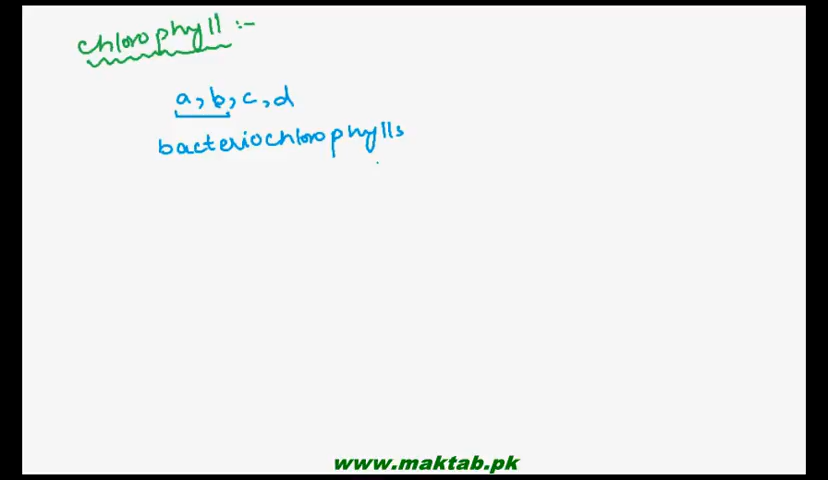 chlorophyll :-
a, b, c, d
bacteriochlorophylls
www.maktab.pk